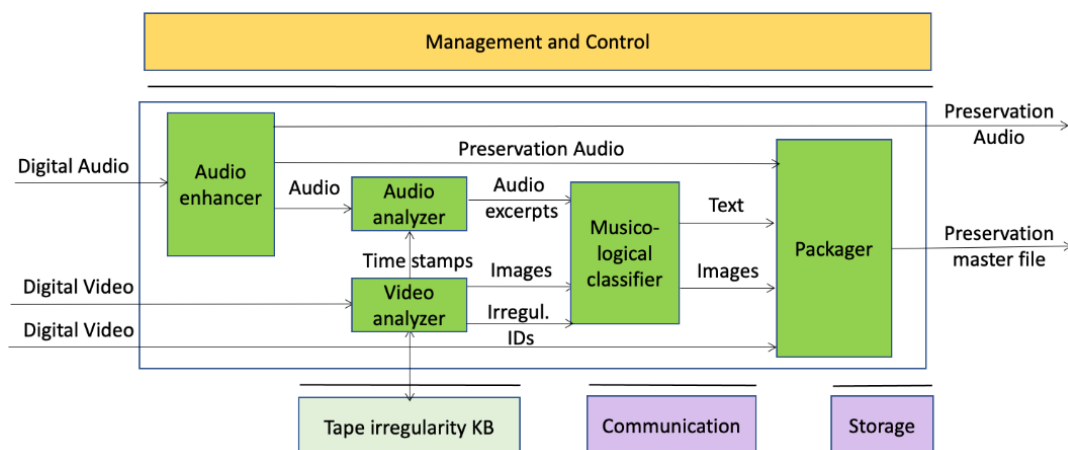 Management and Control
Preservation
Audio
Digital Audio
Audio
enhancer
Preservation Audio
Audio
Audio
analyzer
Audio
excerpts
Musico-
logical
classifier
Text
Packager
Preservation
master file
Time stamps
Images
Images
Digital Video
Video
analyzer
Irregul.
IDs
Digital Video
Tape irregularity KB
Communication
Storage